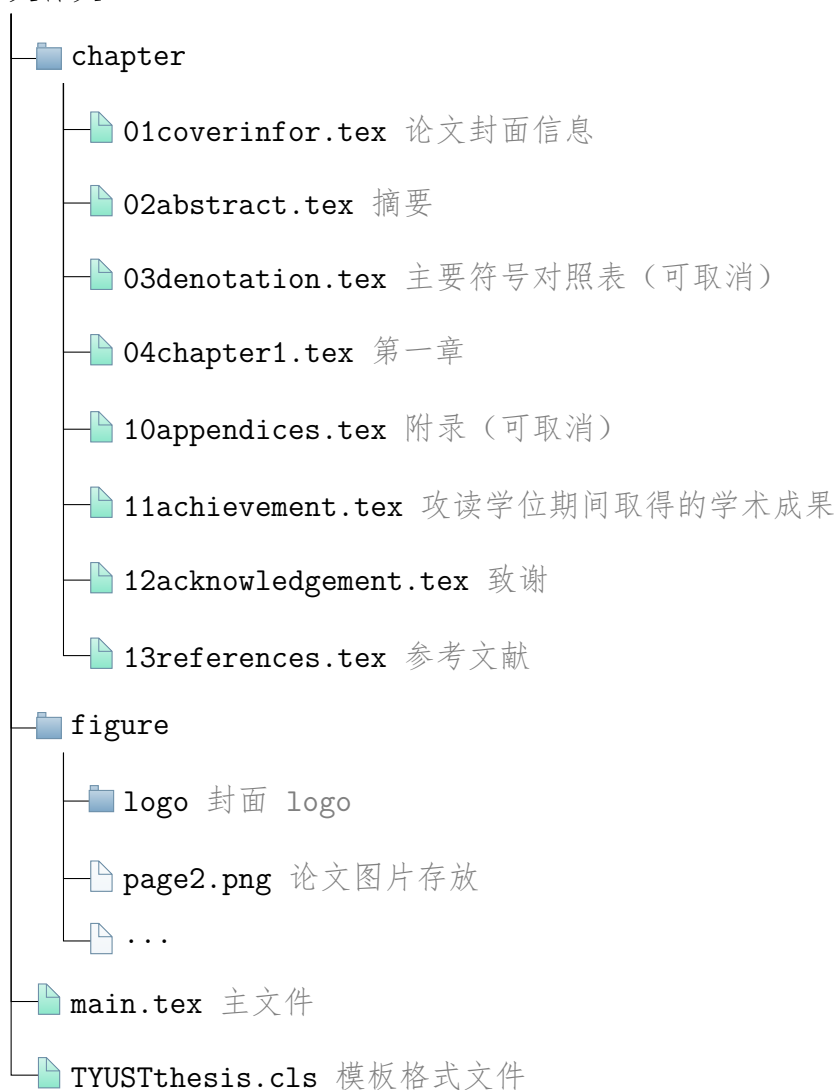 chapter
01coverinfor.tex 论文封面信息
02abstract.tex 摘要
03denotation.tex 主要符号对照表（可取消）
04chapter1.tex 第一章
10appendices.tex 附录（可取消）
11achievement.tex 攻读学位期间取得的学术成果
12acknowledgement.tex 致谢
13references.tex 参考文献
figure
logo 封面 logo
page2.png 论文图片存放
...
main.tex 主文件
TYUSTthesis.cls 模板格式文件